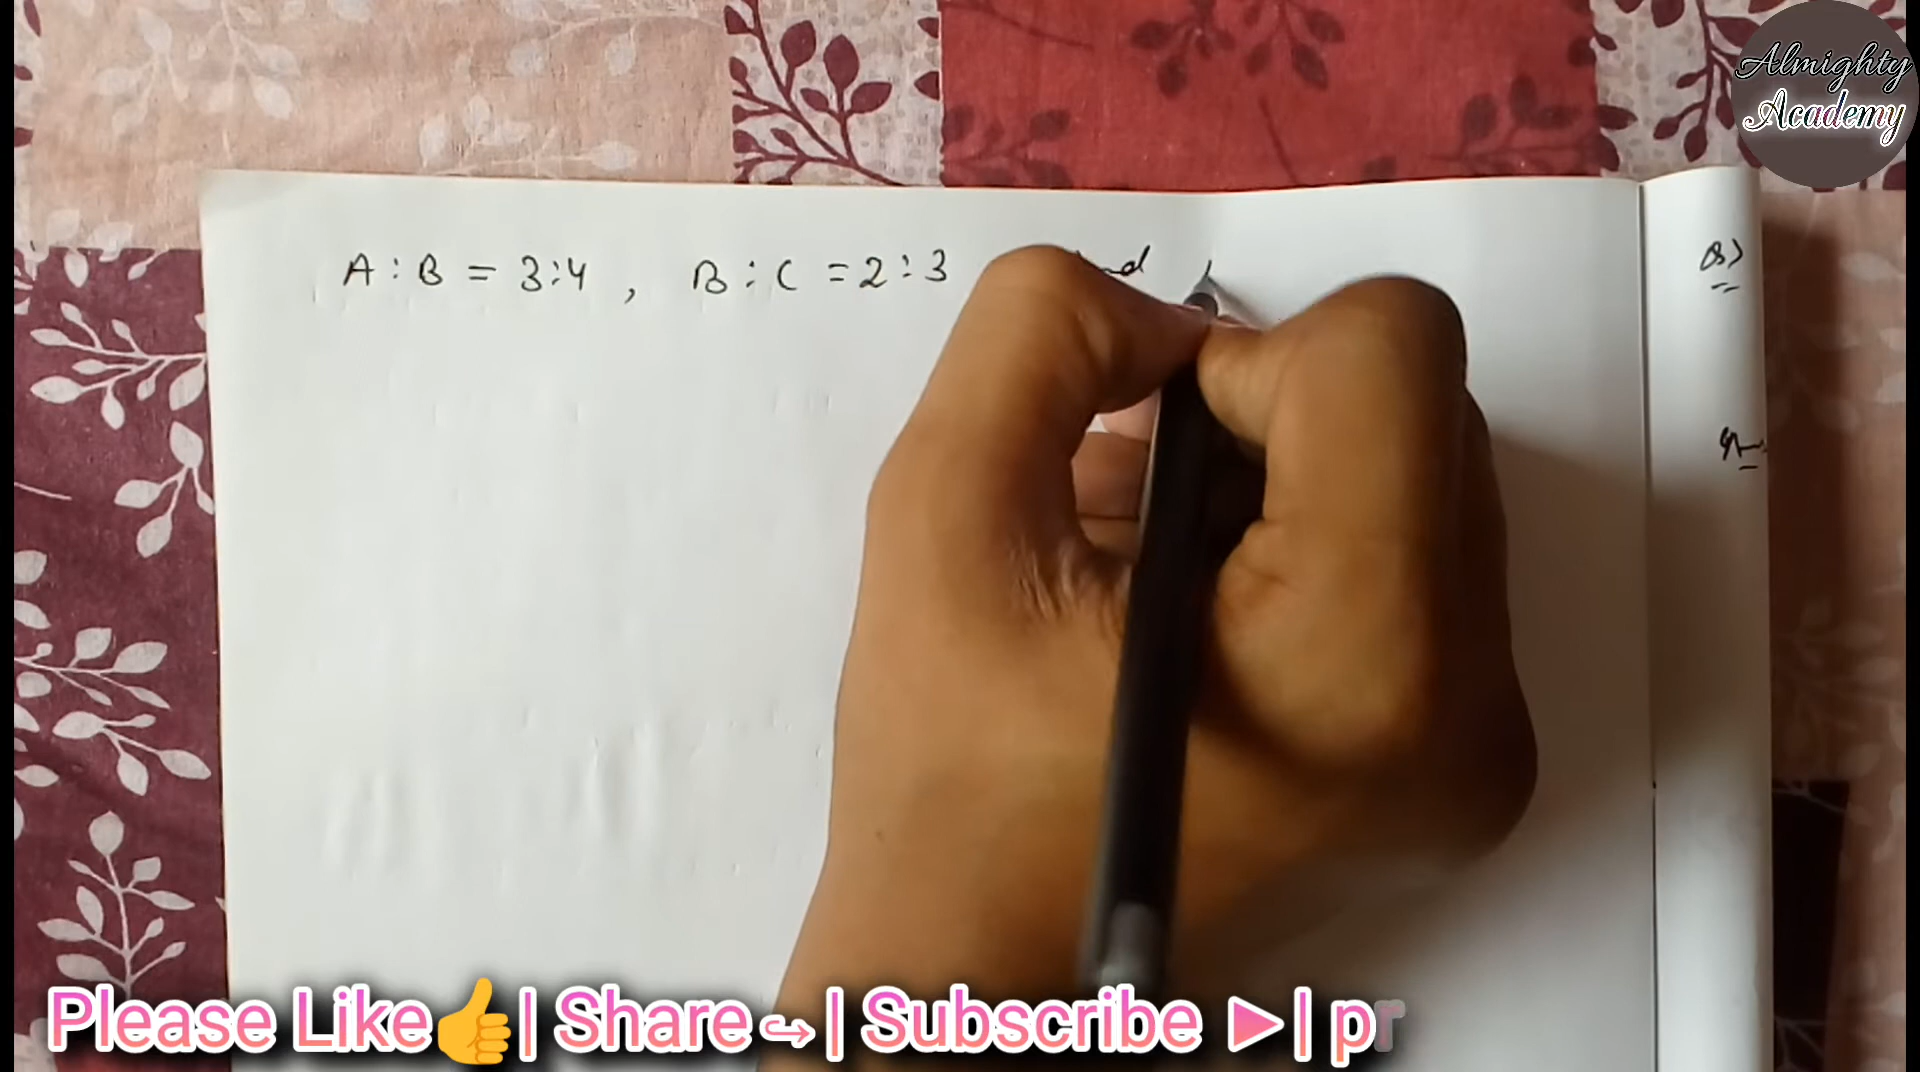 Almighty
Academy
A : B = 3:4 , B : C = 2:3
Q)
Please Like👍| Share↪| Subscribe ▶| pr